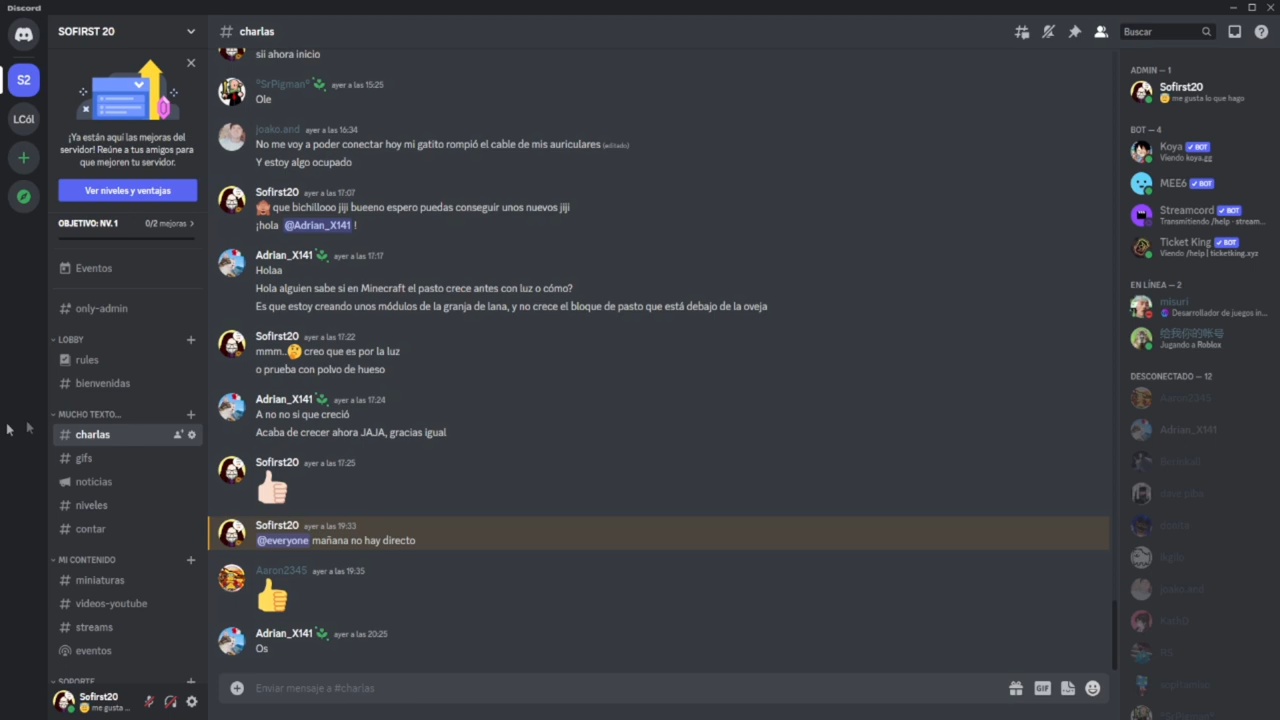 Discord
SOFIRST 20
charlas
Buscar
S2
LCól
¡Ya están aquí las mejoras del
servidor! Reúne a tus amigos para
que mejoren tu servidor.
Ver niveles y ventajas
OBJETIVO: NV. 1 0/2 mejoras
Eventos
only-admin
LOBBY
rules
bienvenidas
MUCHO TEXTO...
charlas
gifs
noticias
niveles
contar
MI CONTENIDO
miniaturas
videos-youtube
streams
eventos
SOPORTE
Sofirst20
me gusta ...
sii ahora inicio
°SrPigman° ayer a las 15:25
Ole
joako.and ayer a las 16:34
No me voy a poder conectar hoy mi gatito rompió el cable de mis auriculares (editado)
Y estoy algo ocupado
Sofirst20 ayer a las 17:07
que bichillooo jiji bueeno espero puedas conseguir unos nuevos jiji
¡hola @Adrian_X141 !
Adrian_X141 ayer a las 17:17
Holaa
Hola alguien sabe si en Minecraft el pasto crece antes con luz o cómo?
Es que estoy creando unos módulos de la granja de lana, y no crece el bloque de pasto que está debajo de la oveja
Sofirst20 ayer a las 17:22
mmm.. creo que es por la luz
o prueba con polvo de hueso
Adrian_X141 ayer a las 17:24
A no no si que creció
Acaba de crecer ahora JAJA, gracias igual
Sofirst20 ayer a las 17:25
Sofirst20 ayer a las 19:33
@everyone mañana no hay directo
Aaron2345 ayer a las 19:35
Adrian_X141 ayer a las 20:25
Os
Enviar mensaje a #charlas
GIF
ADMIN — 1
Sofirst20
me gusta lo que hago
BOT — 4
Koya BOT
Viendo koya.gg
MEE6 BOT
Streamcord BOT
Transmitiendo /help · stream...
Ticket King BOT
Viendo /help | ticketking.xyz
EN LÍNEA — 2
misuri
Desarrollador de juegos in...
给我你的帐号
Jugando a Roblox
DESCONECTADO — 12
Aaron2345
Adrian_X141
joako.and
KathD
RS